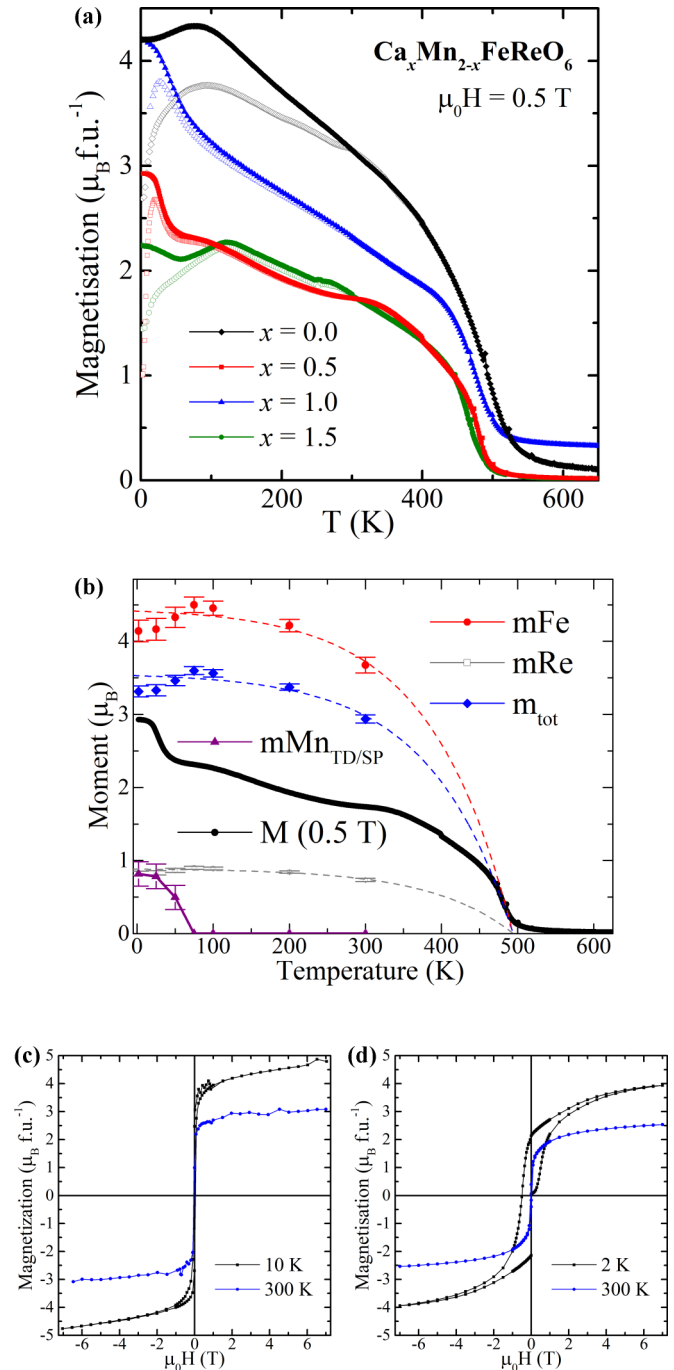 (a)
Ca_xMn_{2-x}FeReO_6
μ_0H = 0.5 T
Magnetisation (μ_B f.u.^{-1})
4
3
2
1
0
x = 0.0
x = 0.5
x = 1.0
x = 1.5
0 200 400 600
T (K)
(b)
mFe
mRe
m_tot
mMn_TD/SP
M (0.5 T)
Moment (μ_B)
4
3
2
1
0
0 100 200 300 400 500 600
Temperature (K)
(c)
Magnetization (μ_B f.u.^{-1})
5
4
3
2
1
0
-1
-2
-3
-4
-5
10 K
300 K
-6 -4 -2 0 2 4 6
μ_0H (T)
(d)
Magnetisation (μ_B f.u.^{-1})
5
4
3
2
1
0
-1
-2
-3
-4
-5
2 K
300 K
-6 -4 -2 0 2 4 6
μ_0H (T)